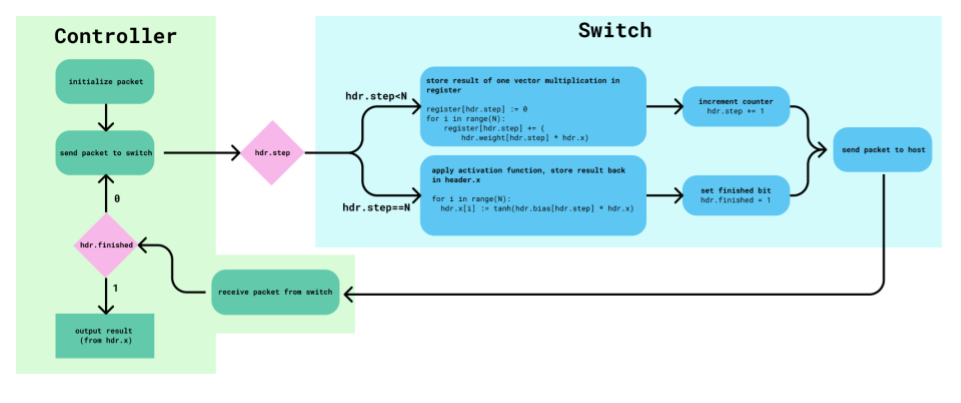 Controller
initialize packet
send packet to switch
0
hdr.finished
1
output result
(from hdr.x)
receive packet from switch
hdr.step
Switch
hdr.step<N
store result of one vector multiplication in
register
register[hdr.step] := 0
for i in range(N):
register[hdr.step] += (
hdr.weight[hdr.step] * hdr.x)
increment counter
hdr.step += 1
hdr.step==N
apply activation function, store result back
in header.x
for i in range(N):
hdr.x[i] := tanh(hdr.bias[hdr.step] * hdr.x)
set finished bit
hdr.finished = 1
send packet to host